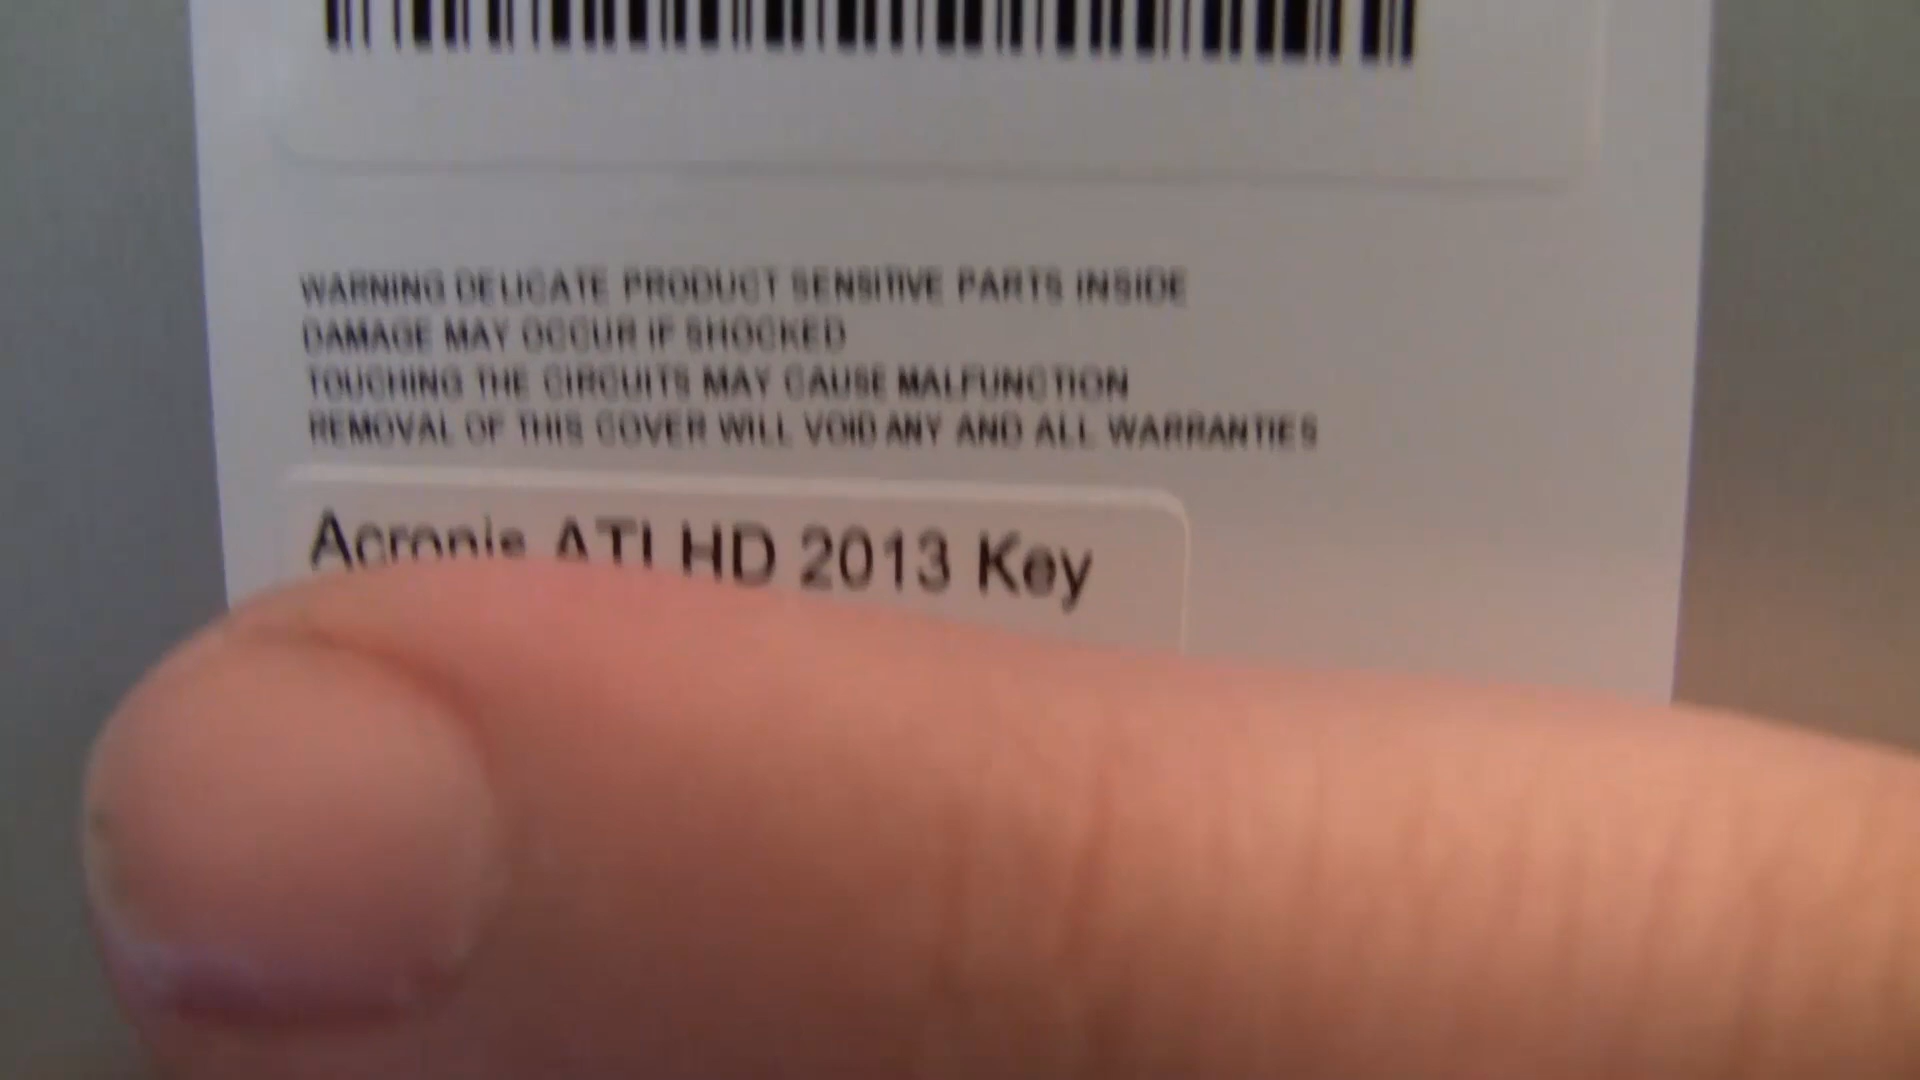 WARNING DELICATE PRODUCT SENSITIVE PARTS INSIDE
DAMAGE MAY OCCUR IF SHOCKED
TOUCHING THE CIRCUITS MAY CAUSE MALFUNCTION
REMOVAL OF THIS COVER WILL VOID ANY AND ALL WARRANTIES
Acronis ATI HD 2013 Key